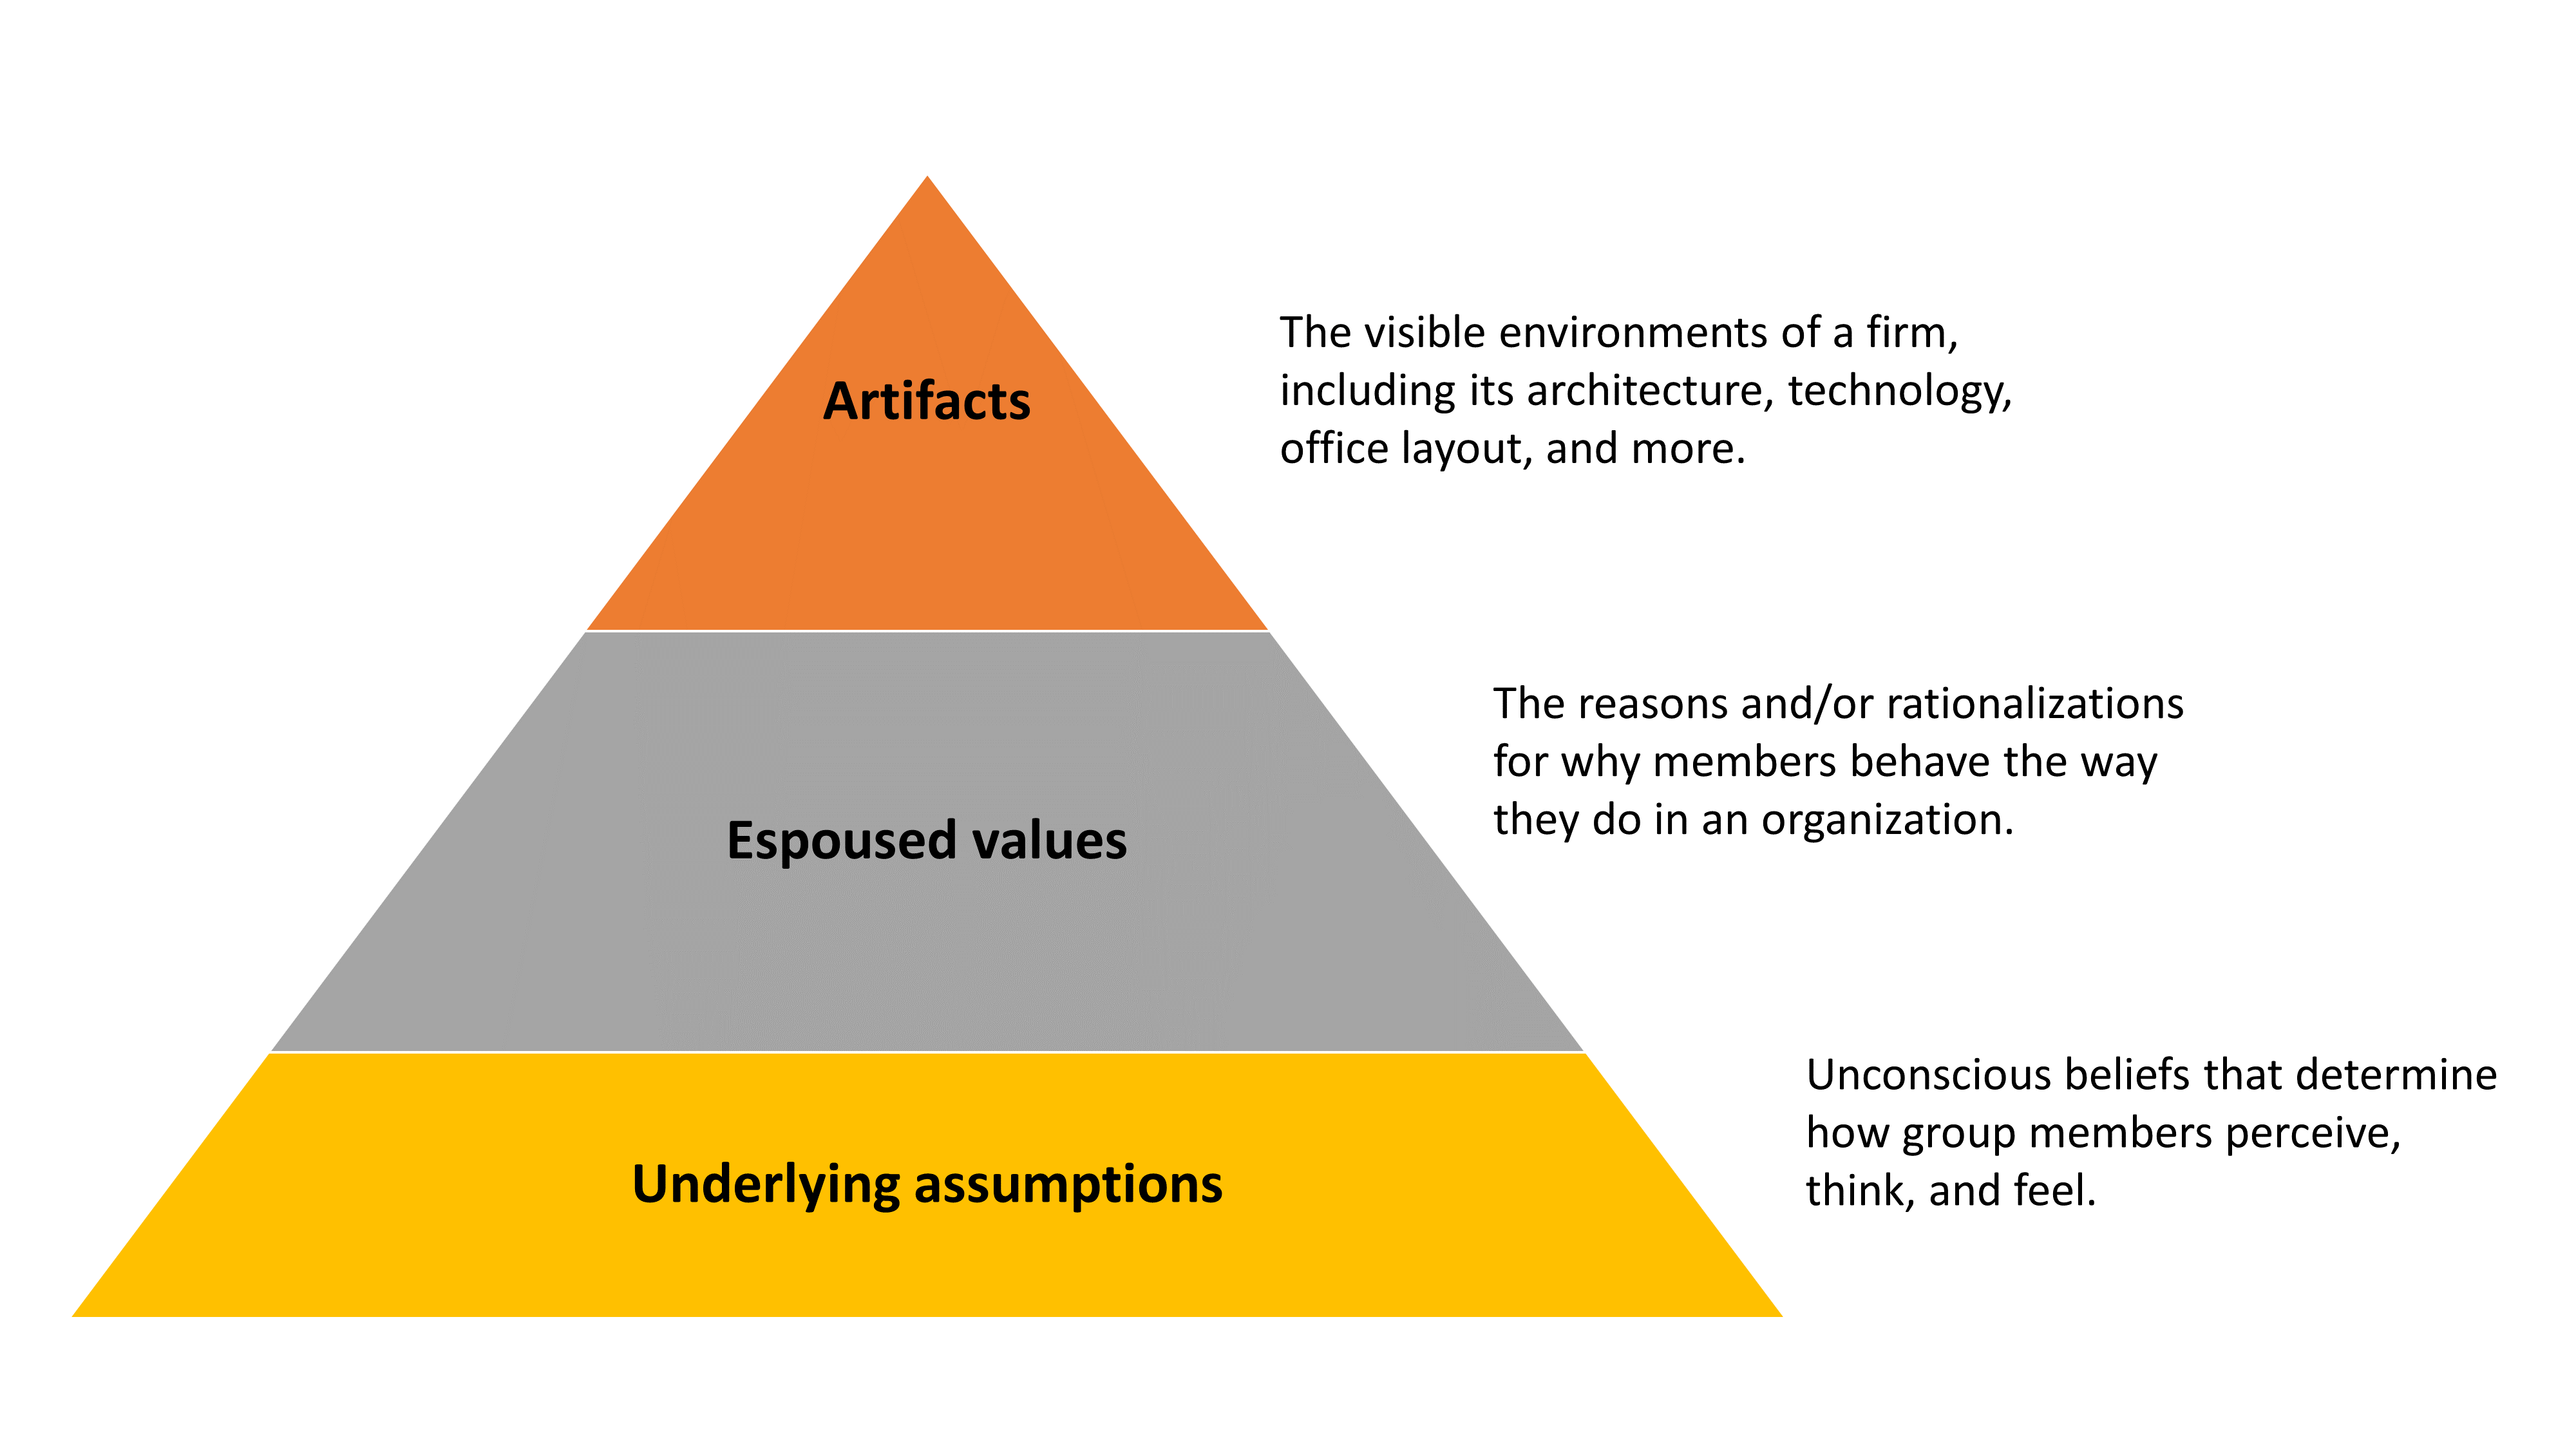 Artifacts
The visible environments of a firm,
including its architecture, technology,
office layout, and more.
Espoused values
The reasons and/or rationalizations
for why members behave the way
they do in an organization.
Underlying assumptions
Unconscious beliefs that determine
how group members perceive,
think, and feel.